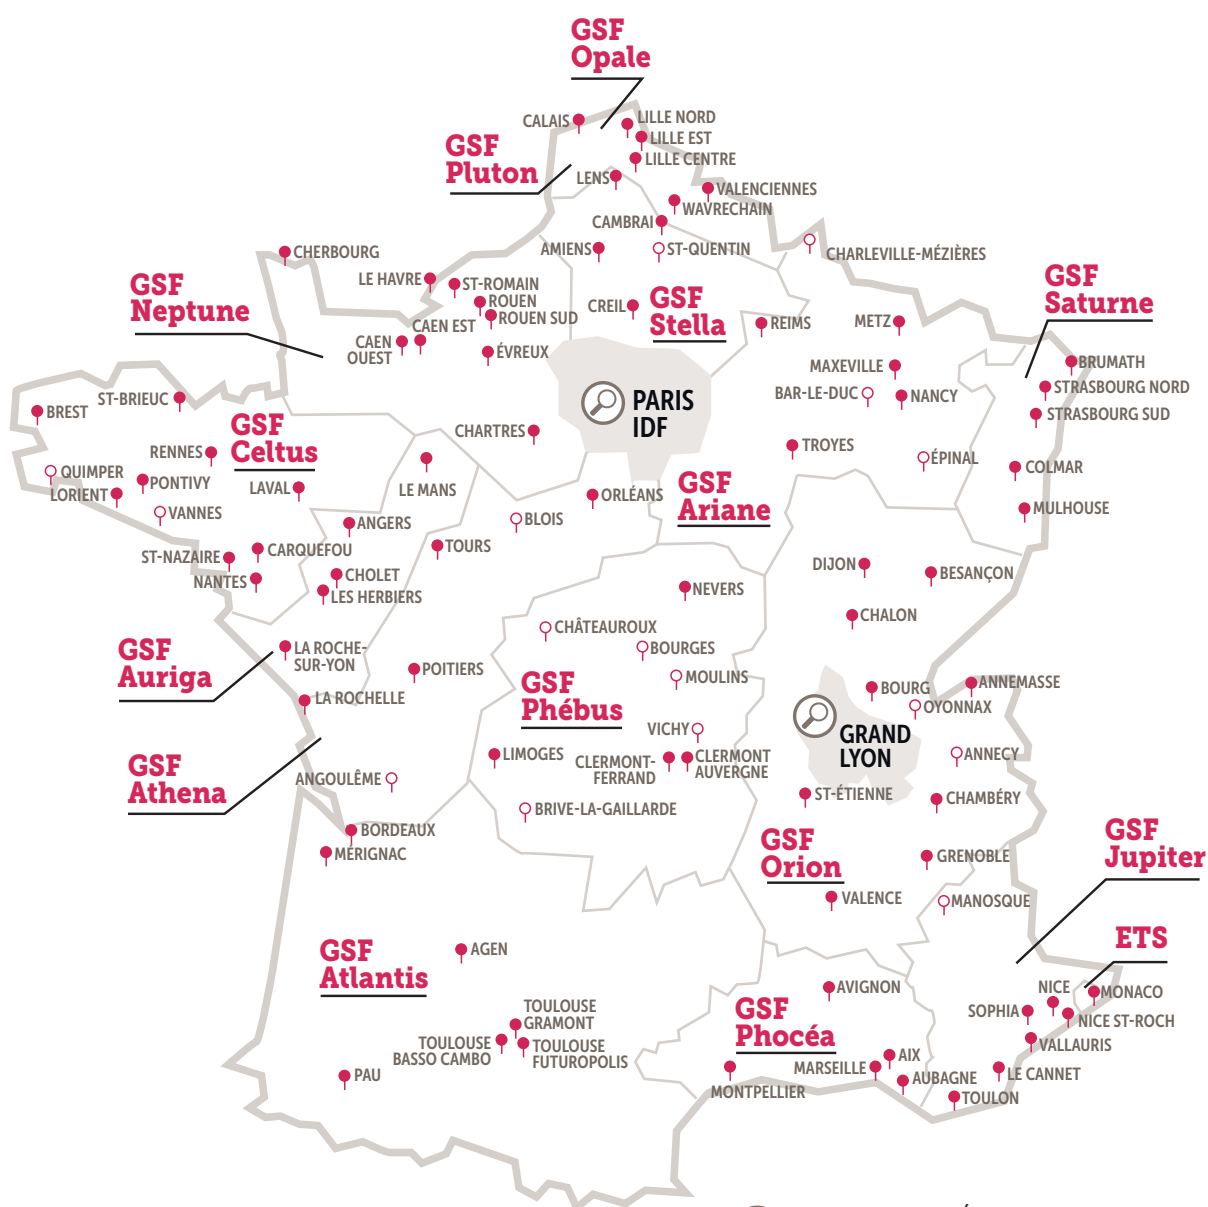 GSF
Opale
CALAIS
LILLE NORD
LILLE EST
LILLE CENTRE
GSF
Pluton
LENS
VALENCIENNES
WAVRECHAIN
CAMBRAI
CHERBOURG
AMIENS
ST-QUENTIN
CHARLEVILLE-MÉZIÈRES
GSF
Neptune
LE HAVRE
ST-ROMAIN
ROUEN
ROUEN SUD
CAEN EST
CAEN
OUEST
ÉVREUX
CREIL
GSF
Stella
REIMS
METZ
GSF
Saturne
MAXEVILLE
BAR-LE-DUC
NANCY
BRUMATH
STRASBOURG NORD
STRASBOURG SUD
ST-BRIEUC
BREST
PARIS
IDF
GSF
Celtus
RENNES
CHARTRES
TROYES
ÉPINAL
COLMAR
QUIMPER
PONTIVY
LORIENT
LAVAL
LE MANS
VANNES
ORLÉANS
GSF
Ariane
MULHOUSE
ANGERS
BLOIS
TOURS
ST-NAZAIRE
CARQUEFOU
NANTES
CHOLET
LES HERBIERS
DIJON
BESANÇON
NEVERS
CHALON
CHÂTEAUROUX
BOURGES
MOULINS
GSF
Auriga
LA ROCHE-
SUR-YON
POITIERS
LA ROCHELLE
GSF
Phébus
BOURG
ANNEMASSE
OYONNAX
VICHY
GRAND
LYON
ANNECY
GSF
Athena
ANGOULÊME
LIMOGES
CLERMONT-
FERRAND
CLERMONT
AUVERGNE
BRIVE-LA-GAILLARDE
ST-ÉTIENNE
CHAMBÉRY
BORDEAUX
MÉRIGNAC
GSF
Orion
GRENOBLE
GSF
Jupiter
VALENCE
MANOSQUE
ETS
GSF
Atlantis
AGEN
AVIGNON
NICE
MONACO
SOPHIA
NICE ST-ROCH
VALLAURIS
TOULOUSE
GRAMONT
TOULOUSE
BASSO CAMBO
TOULOUSE
FUTUROPOLIS
GSF
Phocéa
PAU
MONTPELLIER
MARSEILLE
AIX
AUBAGNE
LE CANNET
TOULON